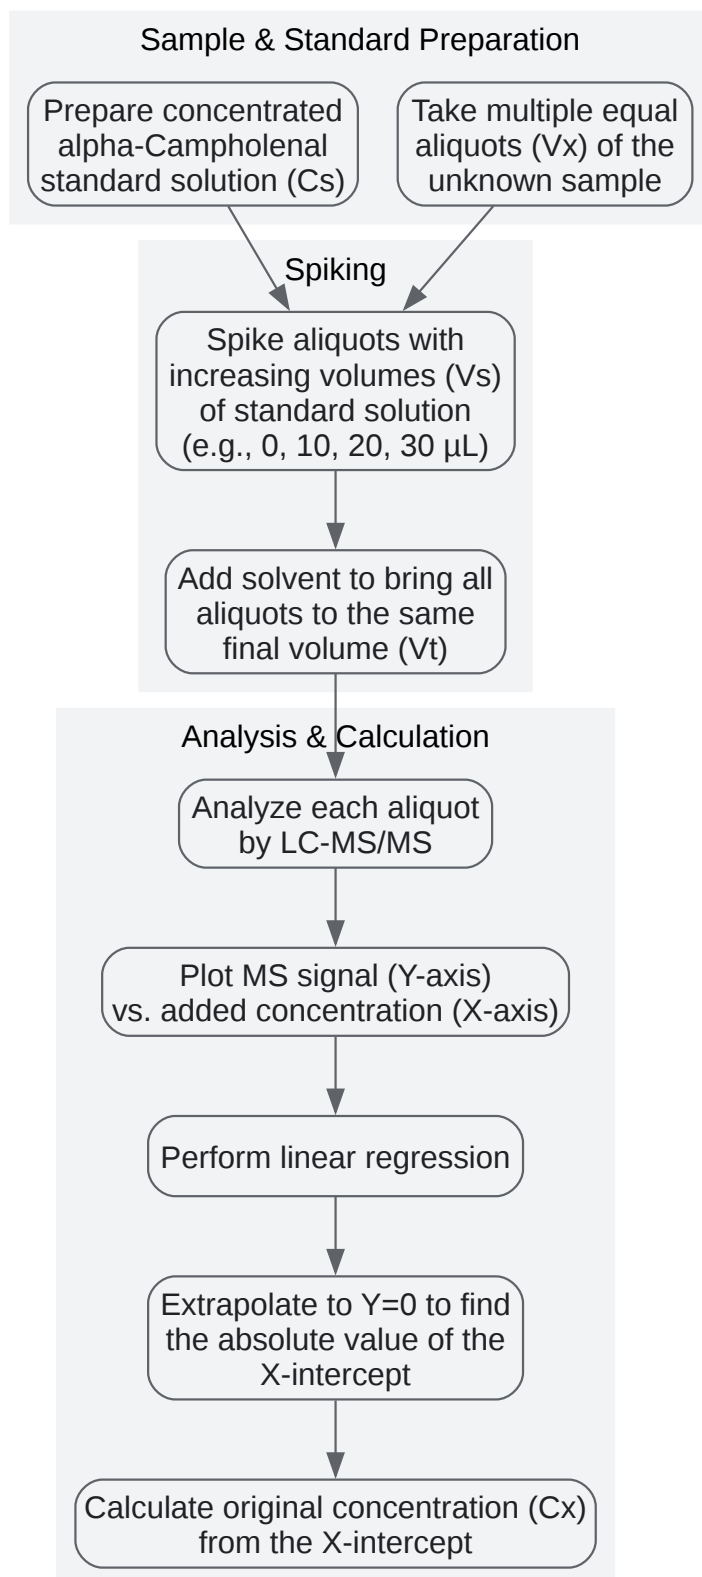 Sample & Standard Preparation
Prepare concentrated
alpha-Campholenal
standard solution (Cs)
Take multiple equal
aliquots (Vx) of the
unknown sample
Spiking
Spike aliquots with
increasing volumes (Vs)
of standard solution
(e.g., 0, 10, 20, 30 µL)
Add solvent to bring all
aliquots to the same
final volume (Vt)
Analysis & Calculation
Analyze each aliquot
by LC-MS/MS
Plot MS signal (Y-axis)
vs. added concentration (X-axis)
Perform linear regression
Extrapolate to Y=0 to find
the absolute value of the
X-intercept
Calculate original concentration (Cx)
from the X-intercept